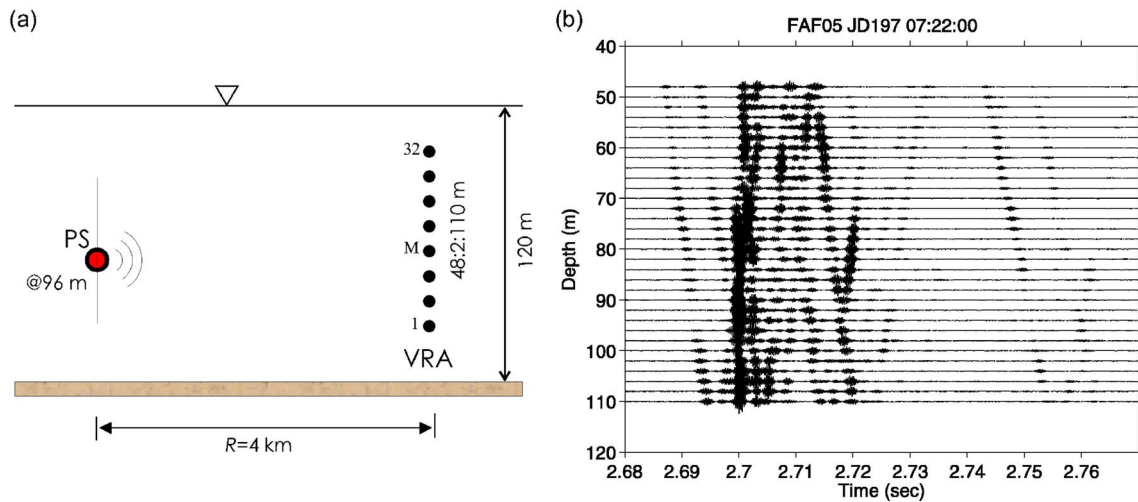 (a)
32
PS
@96 m
M
1
VRA
48:2:110 m
120 m
R=4 km
(b)
FAF05 JD197 07:22:00
40
50
60
70
80
90
100
110
120
Depth (m)
2.68 2.69 2.7 2.71 2.72 2.73 2.74 2.75 2.76
Time (sec)